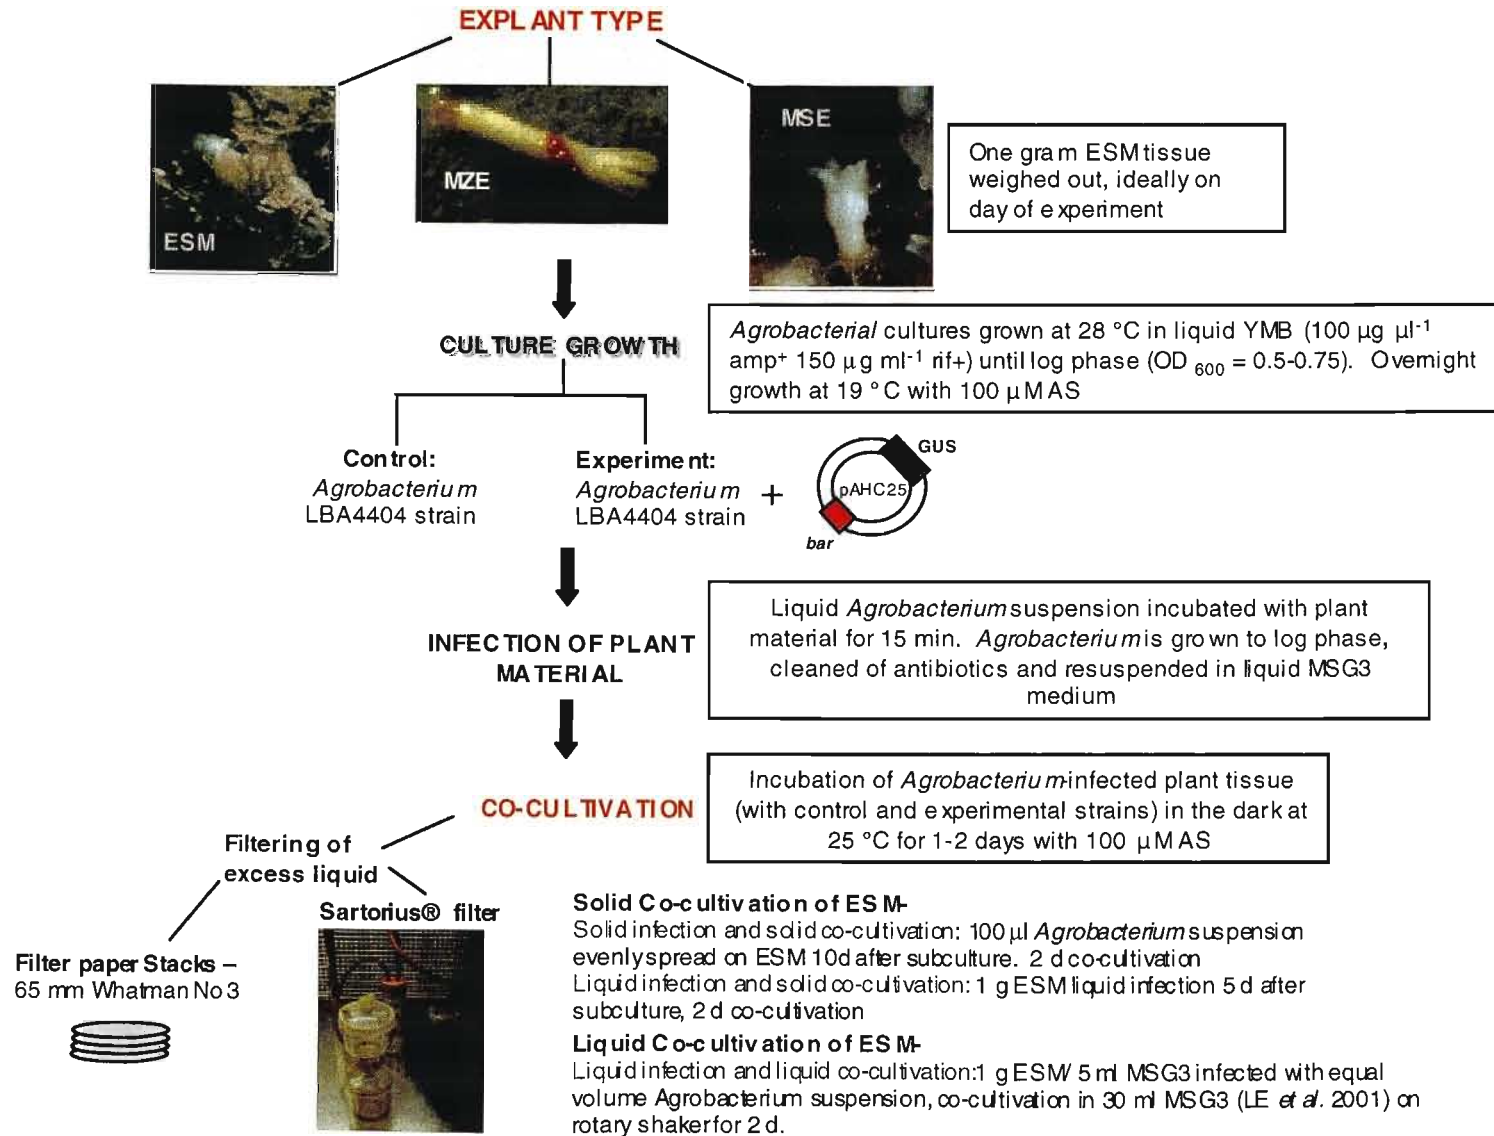 EXPLANT TYPE
ESM
MZE
MSE
One gram ESM tissue
weighed out, ideally on
day of experiment
CULTURE GROWTH
Agrobacterial cultures grown at 28 °C in liquid YMB (100 µg µl-1
amp+ 150 µg ml-1 rif+) until log phase (OD 600 = 0.5-0.75). Overnight
growth at 19 °C with 100 µM AS
Control:
Agrobacterium
LBA4404 strain
Experiment:
Agrobacterium
LBA4404 strain
+
GUS
pAHC25
bar
INFECTION OF PLANT
MATERIAL
Liquid Agrobacterium suspension incubated with plant
material for 15 min. Agrobacterium is grown to log phase,
cleaned of antibiotics and resuspended in liquid MSG3
medium
CO-CULTIVATION
Incubation of Agrobacterium-infected plant tissue
(with control and experimental strains) in the dark at
25 °C for 1-2 days with 100 µM AS
Filtering of
excess liquid
Sartorius® filter
Filter paper Stacks –
65 mm Whatman No 3
Solid Co-cultivation of ESM-
Solid infection and solid co-cultivation: 100 µl Agrobacterium suspension
evenly spread on ESM 10d after subculture. 2 d co-cultivation
Liquid infection and solid co-cultivation: 1 g ESM liquid infection 5 d after
subculture, 2 d co-cultivation
Liquid Co-cultivation of ESM-
Liquid infection and liquid co-cultivation:1 g ESM/ 5 ml MSG3 infected with equal
volume Agrobacterium suspension, co-cultivation in 30 ml MSG3 (LE et al. 2001) on
rotary shaker for 2 d.